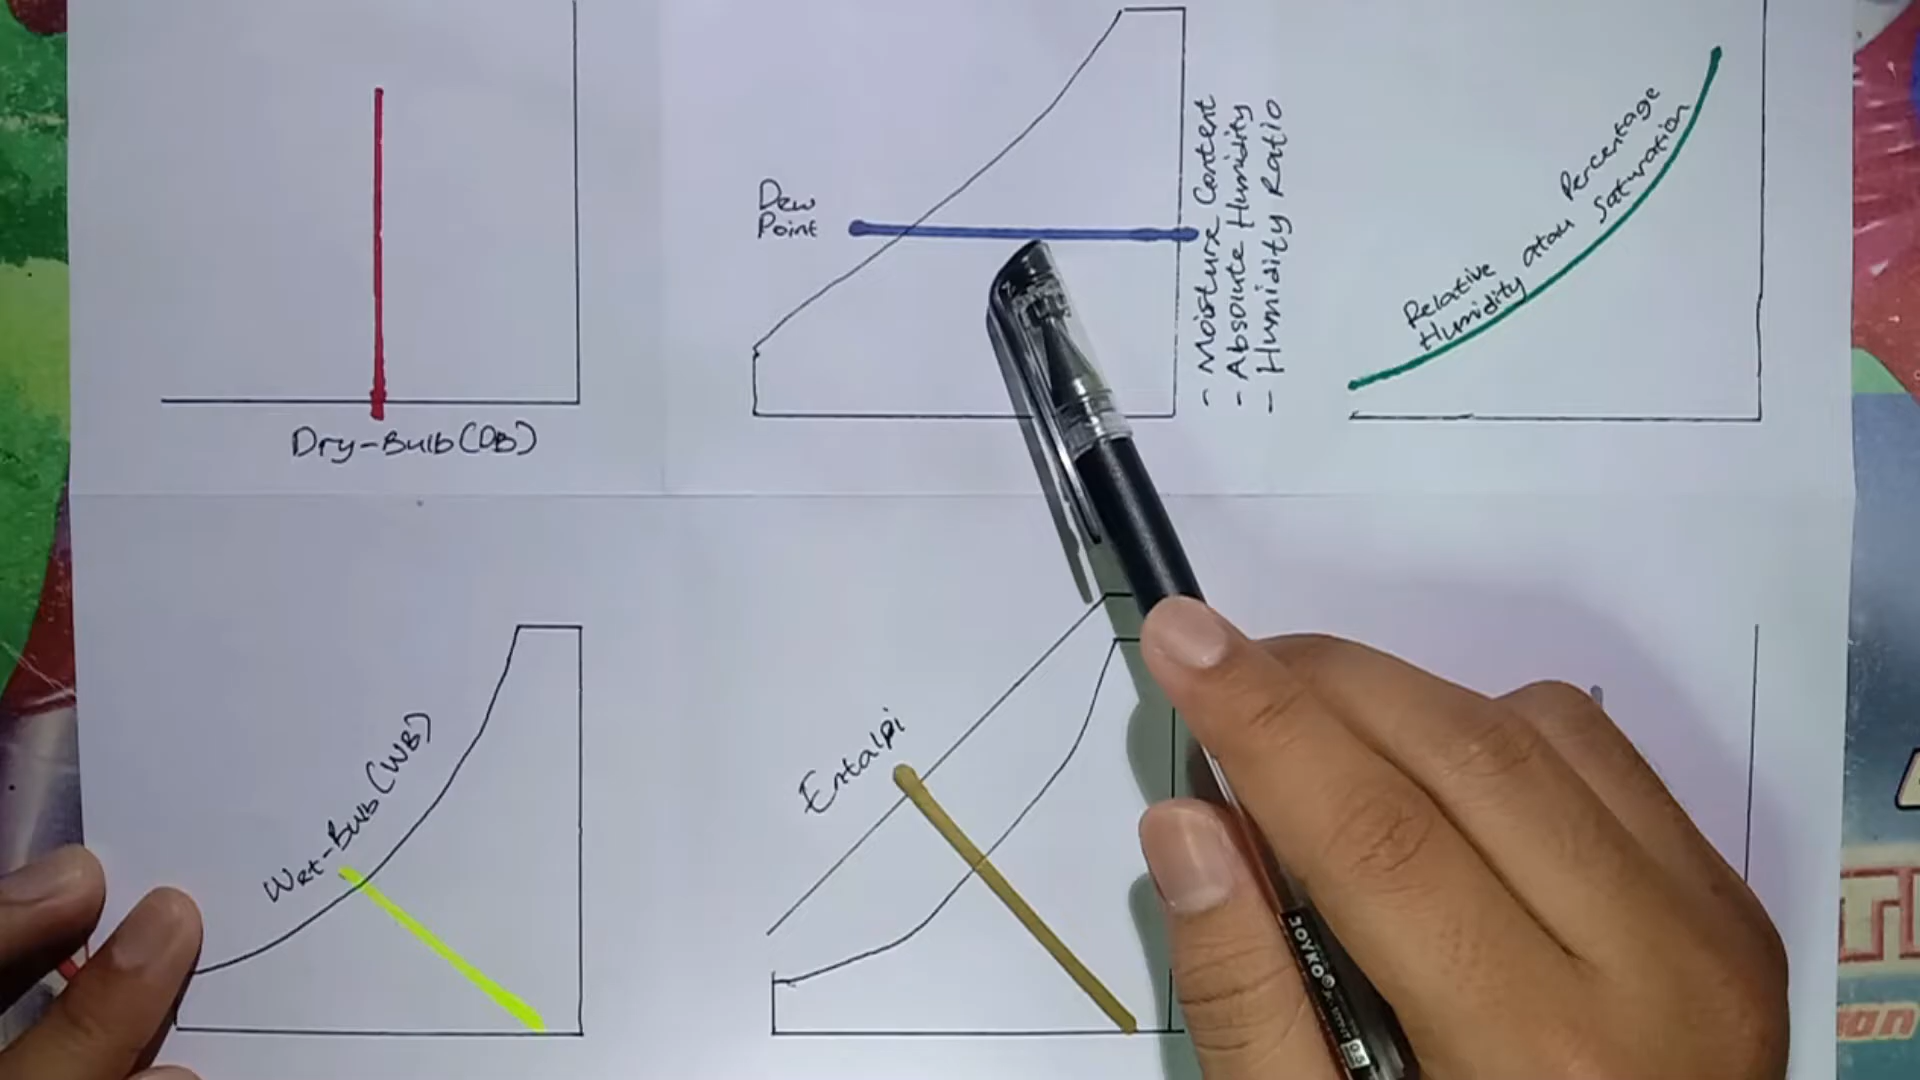 Dry-Bulb(DB)
Dew
Point
- Moisture Content
- Absolute Humidity
- Humidity Ratio
Relative
Humidity atau
Percentage
Saturation
Wet-Bulb(WB)
Entalpi
JOYKO